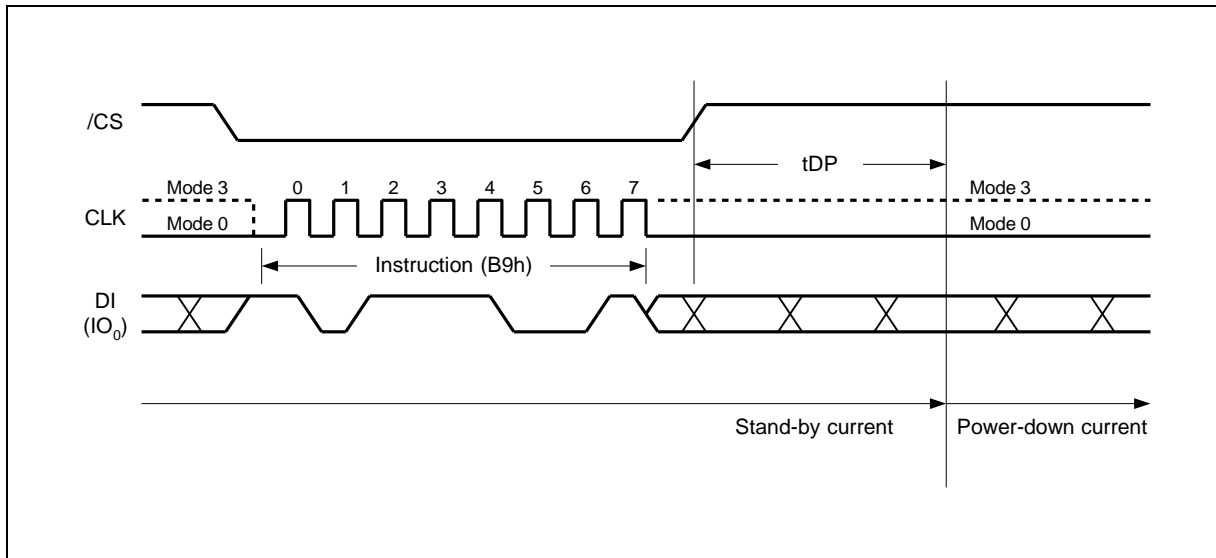 /CS
tDP
Mode 3 0 1 2 3 4 5 6 7 Mode 3
CLK
Mode 0 Mode 0
Instruction (B9h)
DI
(IO0)
Stand-by current Power-down current